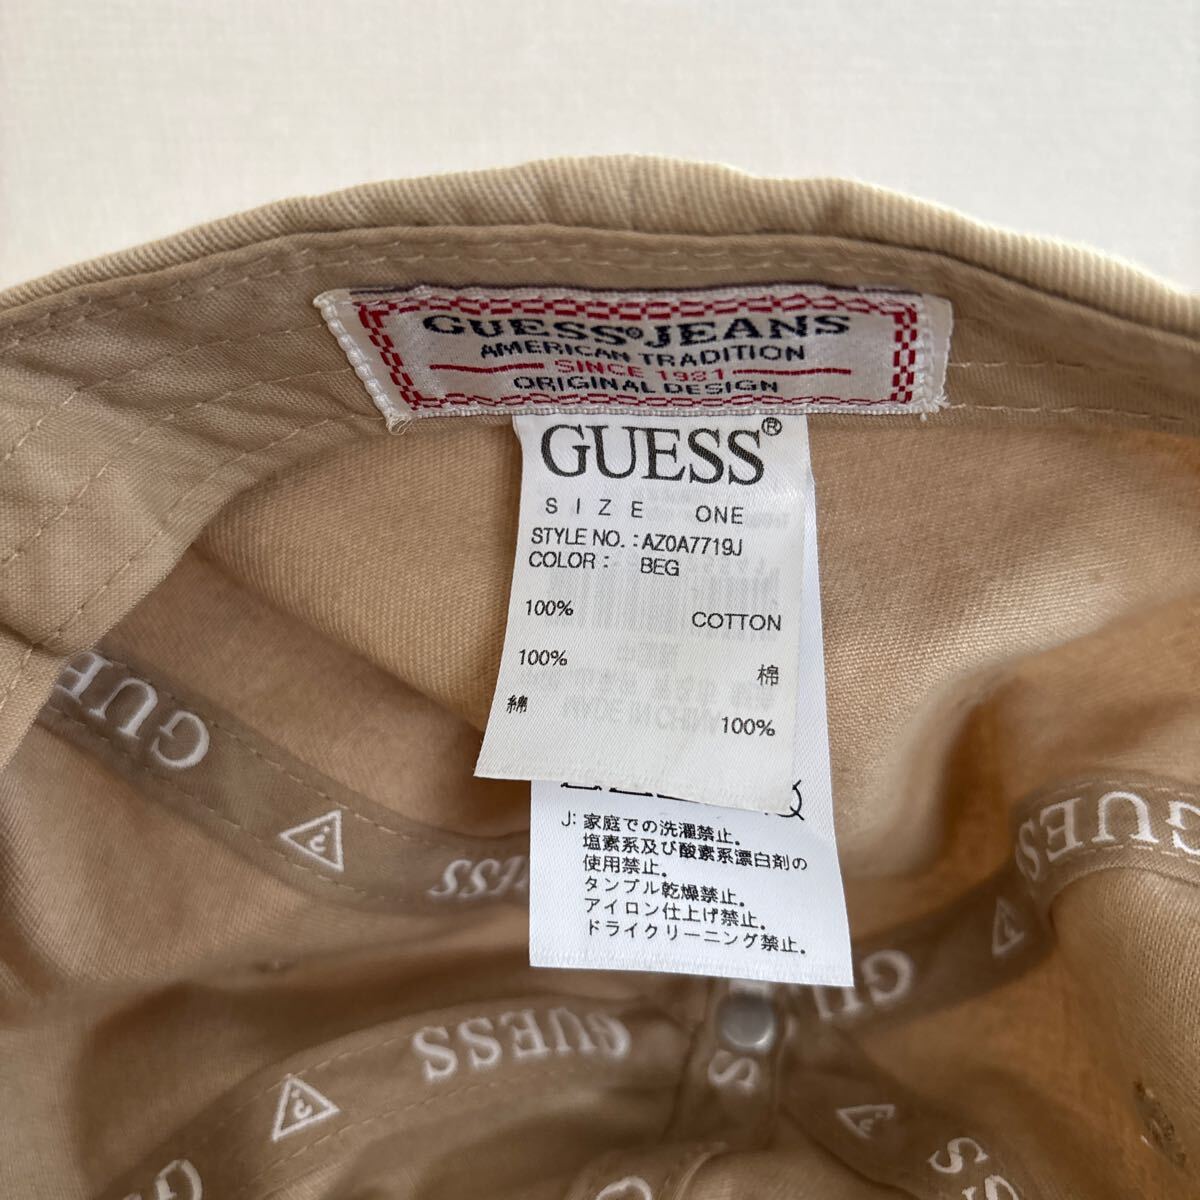 GUESS®JEANS
AMERICAN TRADITION
SINCE 1981
ORIGINAL DESIGN
GUESS®
SIZE ONE
STYLE NO.: AZ0A7719J
COLOR: BEG
100% COTTON
100% 棉
綿 100%
J: 家庭での洗濯禁止.
塩素系及び酸素系漂白剤の
使用禁止.
タンブル乾燥禁止.
アイロン仕上げ禁止.
ドライクリーニング禁止.
GUE
?
GUESS
GUESS
?
GU
GUESS
?
S
?